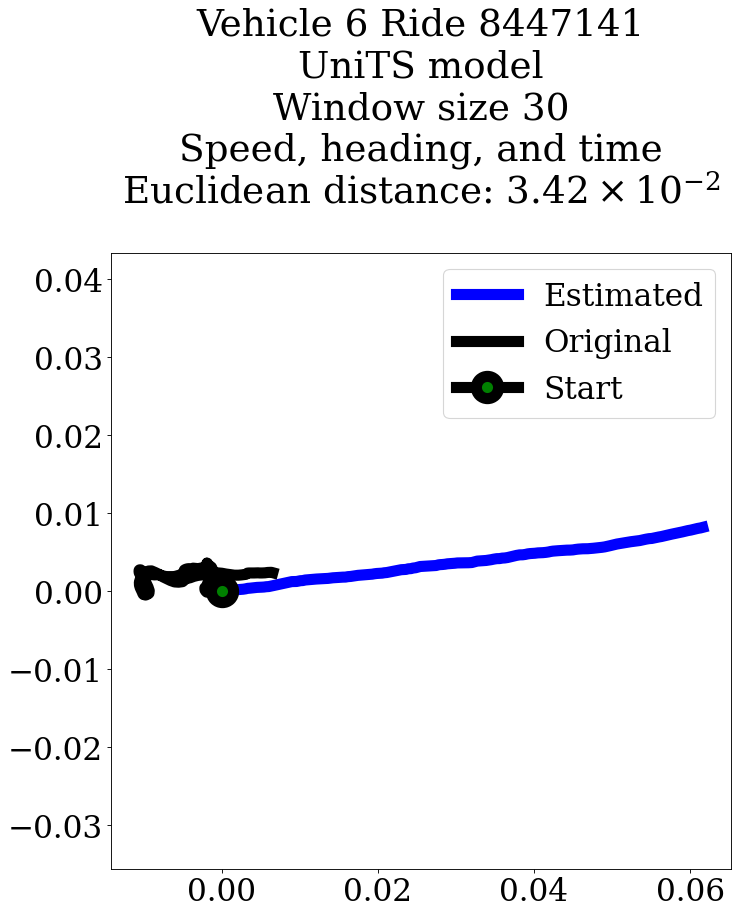 Vehicle 6 Ride 8447141
UniTS model
Window size 30
Speed, heading, and time
Euclidean distance: 3.42 × 10⁻²
Estimated
Original
Start
0.04
0.03
0.02
0.01
0.00
−0.01
−0.02
−0.03
0.00 0.02 0.04 0.06